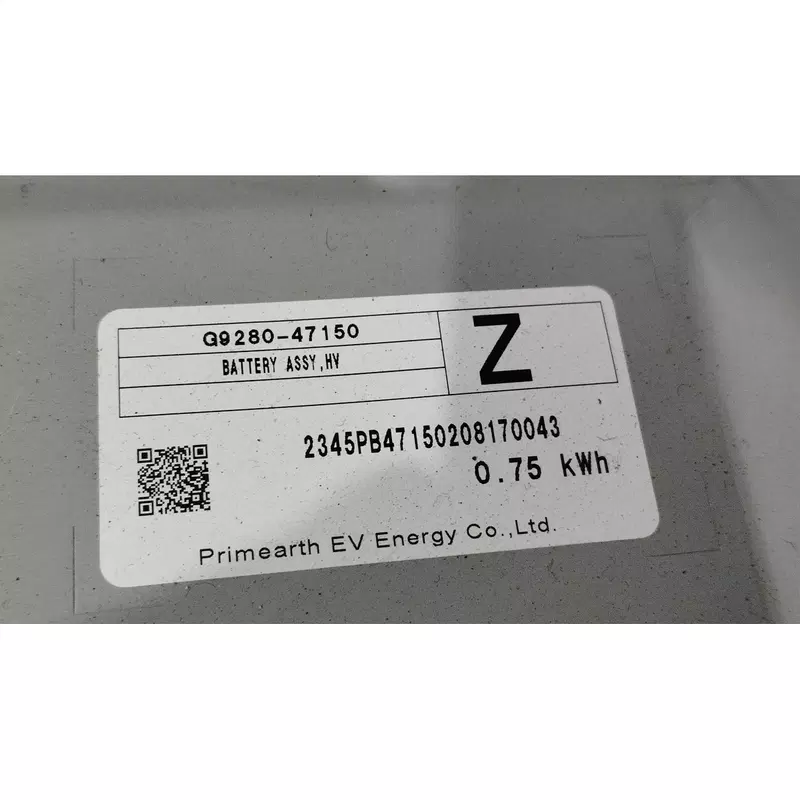 G9280-47150
BATTERY ASSY,HV
Z
2345PB47150208170043
0.75 kWh
Primearth EV Energy Co.,Ltd.